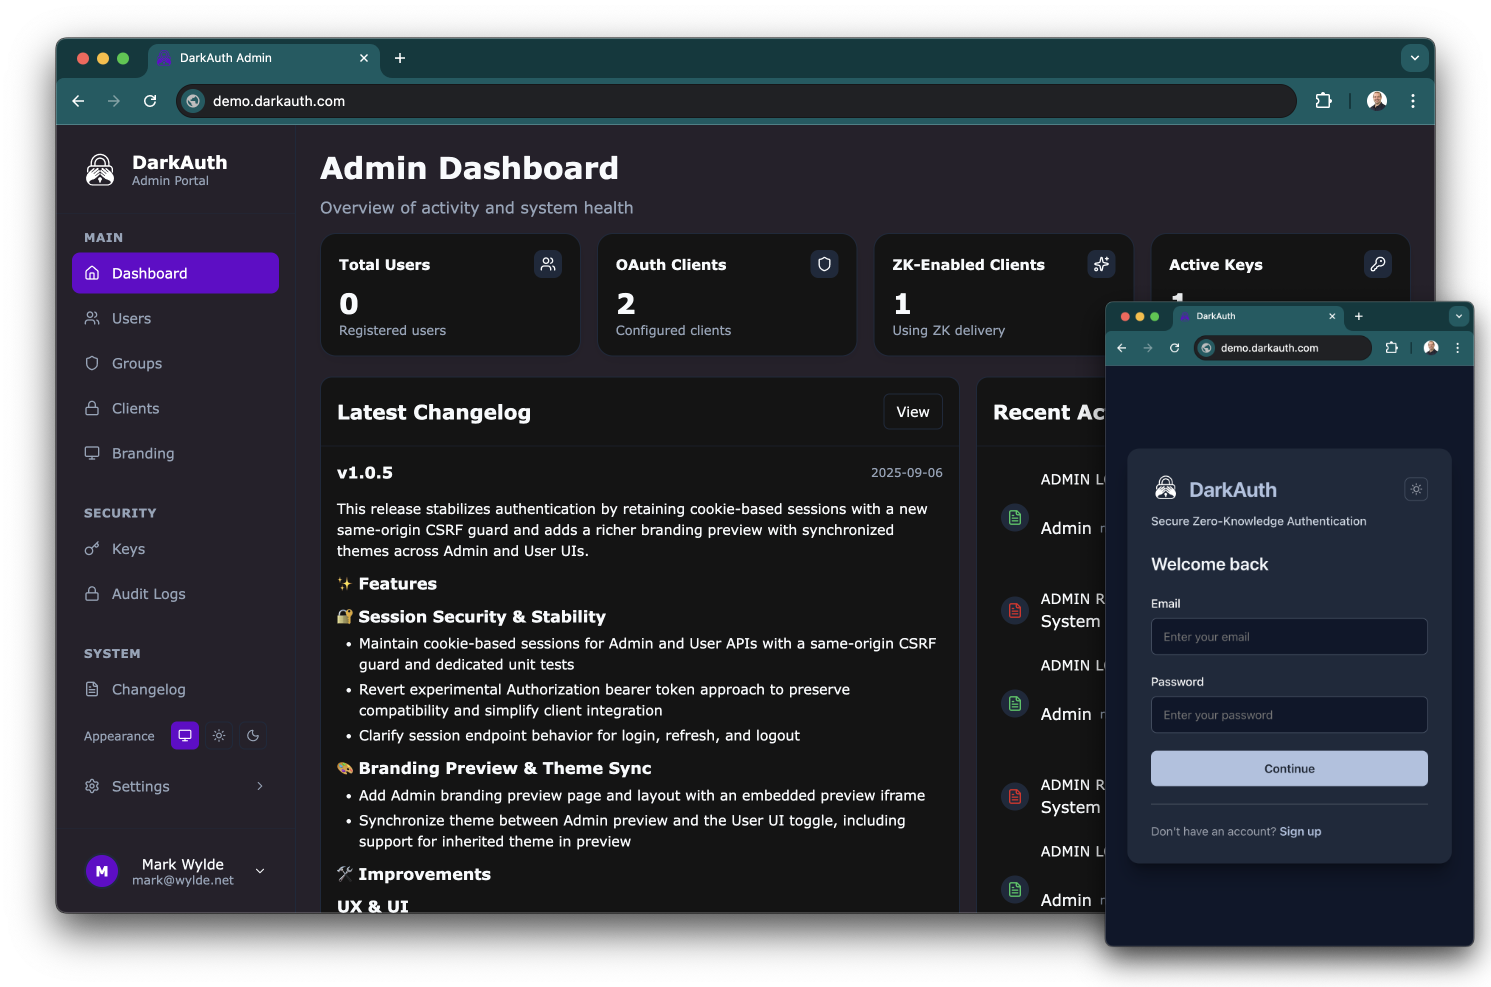 DarkAuth Admin
demo.darkauth.com
DarkAuth
Admin Portal
MAIN
Dashboard
Users
Groups
Clients
Branding
SECURITY
Keys
Audit Logs
SYSTEM
Changelog
Appearance
Settings
M
Mark Wylde
mark@wylde.net
Admin Dashboard
Overview of activity and system health
Total Users
0
Registered users
OAuth Clients
2
Configured clients
ZK-Enabled Clients
1
Using ZK delivery
Active Keys
1
Latest Changelog
View
v1.0.5
2025-09-06
This release stabilizes authentication by retaining cookie-based sessions with a new
same-origin CSRF guard and adds a richer branding preview with synchronized
themes across Admin and User UIs.
✨ Features
🔐 Session Security & Stability
• Maintain cookie-based sessions for Admin and User APIs with a same-origin CSRF
guard and dedicated unit tests
• Revert experimental Authorization bearer token approach to preserve
compatibility and simplify client integration
• Clarify session endpoint behavior for login, refresh, and logout
🎨 Branding Preview & Theme Sync
• Add Admin branding preview page and layout with an embedded preview iframe
• Synchronize theme between Admin preview and the User UI toggle, including
support for inherited theme in preview
🛠 Improvements
UX & UI
Recent Ac
ADMIN L
Admin
ADMIN R
System
ADMIN L
Admin
ADMIN R
System
ADMIN L
Admin
DarkAuth
demo.darkauth.com
DarkAuth
Secure Zero-Knowledge Authentication
Welcome back
Email
Enter your email
Password
Enter your password
Continue
Don't have an account? Sign up